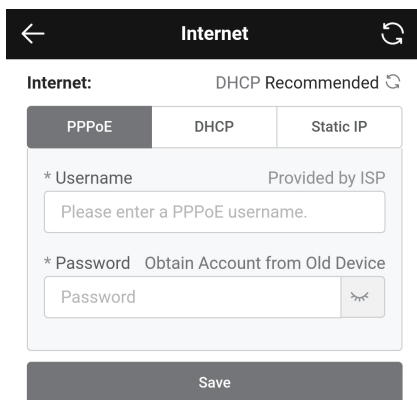 Internet
Internet: DHCP Recommended
PPPoE DHCP Static IP
* Username Provided by ISP
Please enter a PPPoE username.
* Password Obtain Account from Old Device
Password
Save